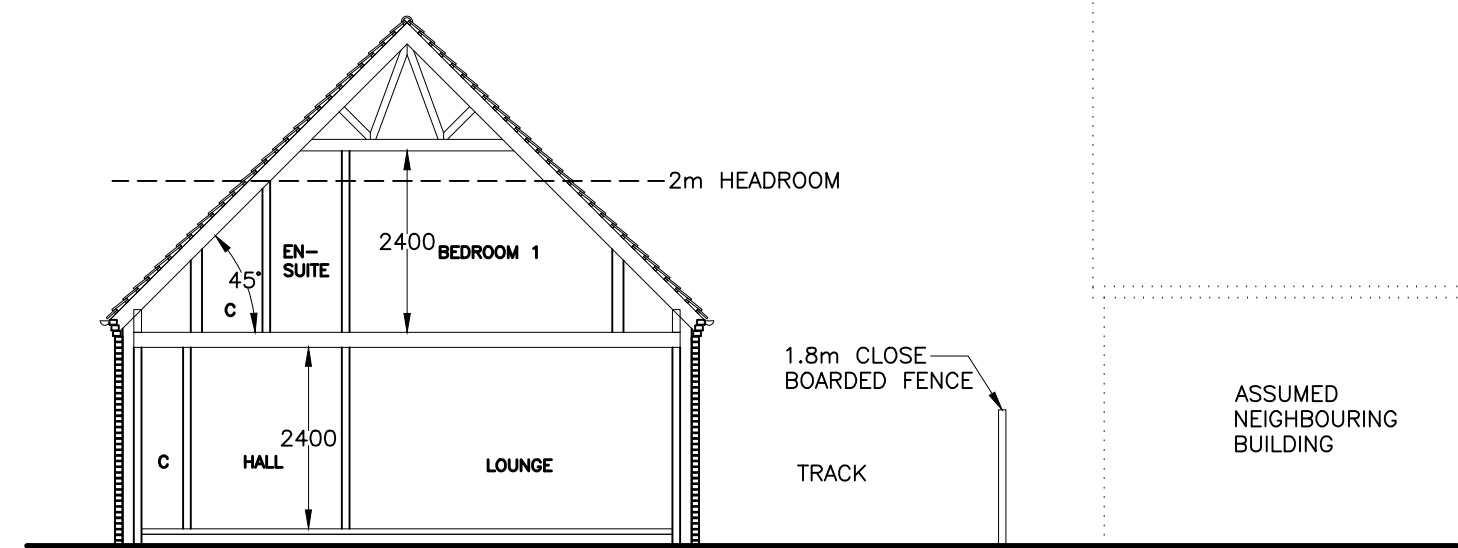 2m HEADROOM
2400
EN-
SUITE
BEDROOM 1
45°
C
1.8m CLOSE
BOARDED FENCE
ASSUMED
NEIGHBOURING
BUILDING
2400
C
HALL
LOUNGE
TRACK